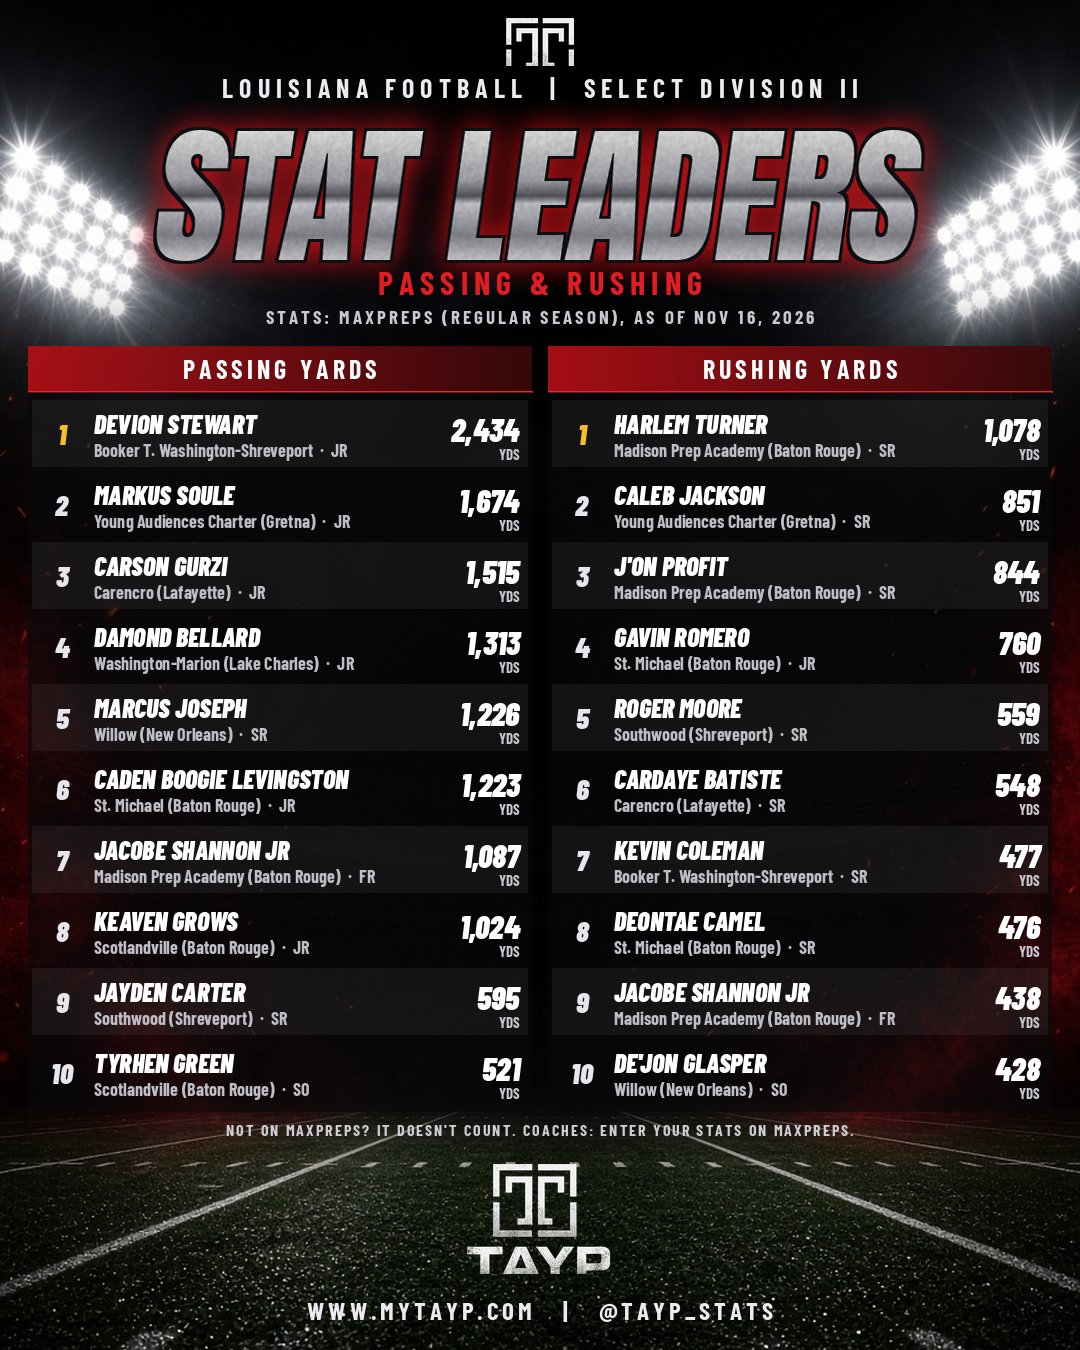 LOUISIANA FOOTBALL | SELECT DIVISION II
STAT LEADERS
PASSING & RUSHING
STATS: MAXPREPS (REGULAR SEASON), AS OF NOV 16, 2026
PASSING YARDS
1 DEVION STEWART 2,434
Booker T. Washington-Shreveport · JR YDS
2 MARKUS SOULE 1,674
Young Audiences Charter (Gretna) · JR YDS
3 CARSON GURZI 1,515
Carencro (Lafayette) · JR YDS
4 DAMOND BELLARD 1,313
Washington-Marion (Lake Charles) · JR YDS
5 MARCUS JOSEPH 1,226
Willow (New Orleans) · SR YDS
6 CADEN BOOGIE LEVINGSTON 1,223
St. Michael (Baton Rouge) · JR YDS
7 JACOBE SHANNON JR 1,087
Madison Prep Academy (Baton Rouge) · FR YDS
8 KEAVEN GROWS 1,024
Scotlandville (Baton Rouge) · JR YDS
9 JAYDEN CARTER 595
Southwood (Shreveport) · SR YDS
10 TYRHEN GREEN 521
Scotlandville (Baton Rouge) · SO YDS
RUSHING YARDS
1 HARLEM TURNER 1,078
Madison Prep Academy (Baton Rouge) · SR YDS
2 CALEB JACKSON 851
Young Audiences Charter (Gretna) · SR YDS
3 J'ON PROFIT 844
Madison Prep Academy (Baton Rouge) · SR YDS
4 GAVIN ROMERO 760
St. Michael (Baton Rouge) · JR YDS
5 ROGER MOORE 559
Southwood (Shreveport) · SR YDS
6 CARDAYE BATISTE 548
Carencro (Lafayette) · SR YDS
7 KEVIN COLEMAN 477
Booker T. Washington-Shreveport · SR YDS
8 DEONTAE CAMEL 476
St. Michael (Baton Rouge) · SR YDS
9 JACOBE SHANNON JR 438
Madison Prep Academy (Baton Rouge) · FR YDS
10 DE'JON GLASPER 428
Willow (New Orleans) · SO YDS
NOT ON MAXPREPS? IT DOESN'T COUNT. COACHES: ENTER YOUR STATS ON MAXPREPS.
TAYP
WWW.MYTAYP.COM | @TAYP_STATS